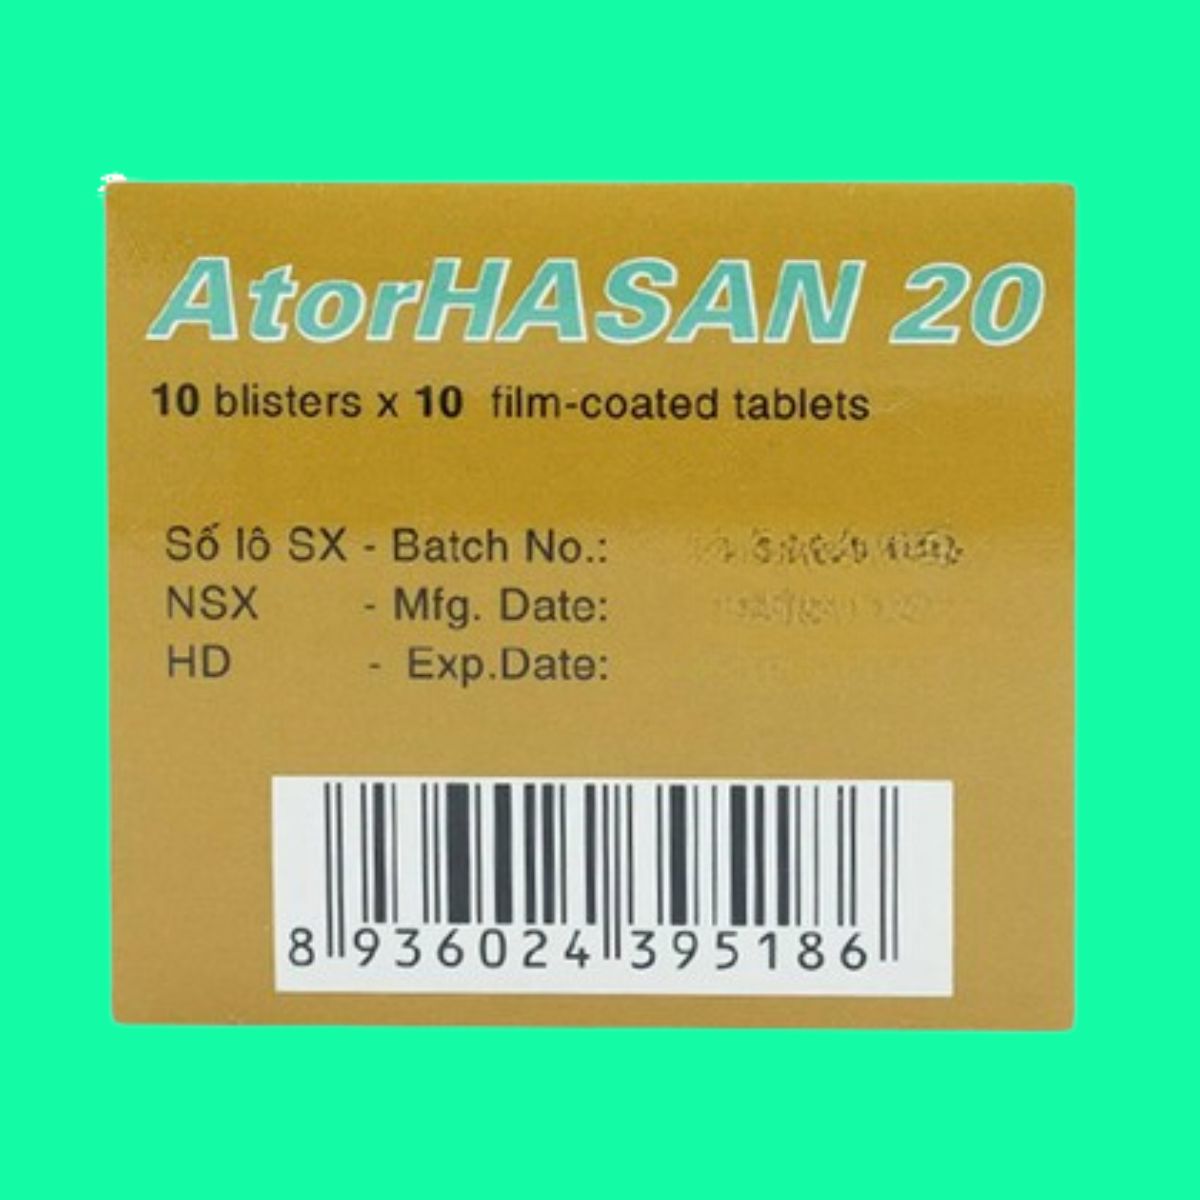 AtorHASAN 20
10 blisters x 10 film-coated tablets
Số lô SX - Batch No.:
NSX - Mfg. Date:
HD - Exp.Date:
8 936024 395186